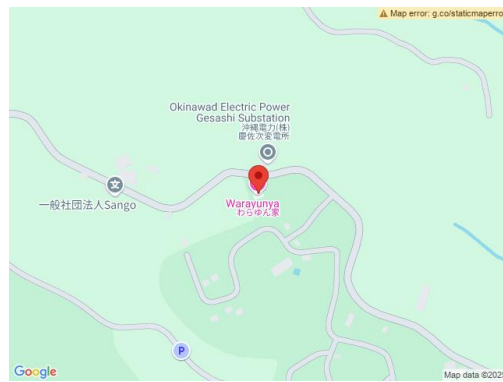 Map error: g.co/staticmaperro
Okinawad Electric Power
Gesashi Substation
沖縄電力(株)
慶佐次変電所
文
一般社団法人Sango
Warayunya
わらゆん家
P
Google
Map data ©2025